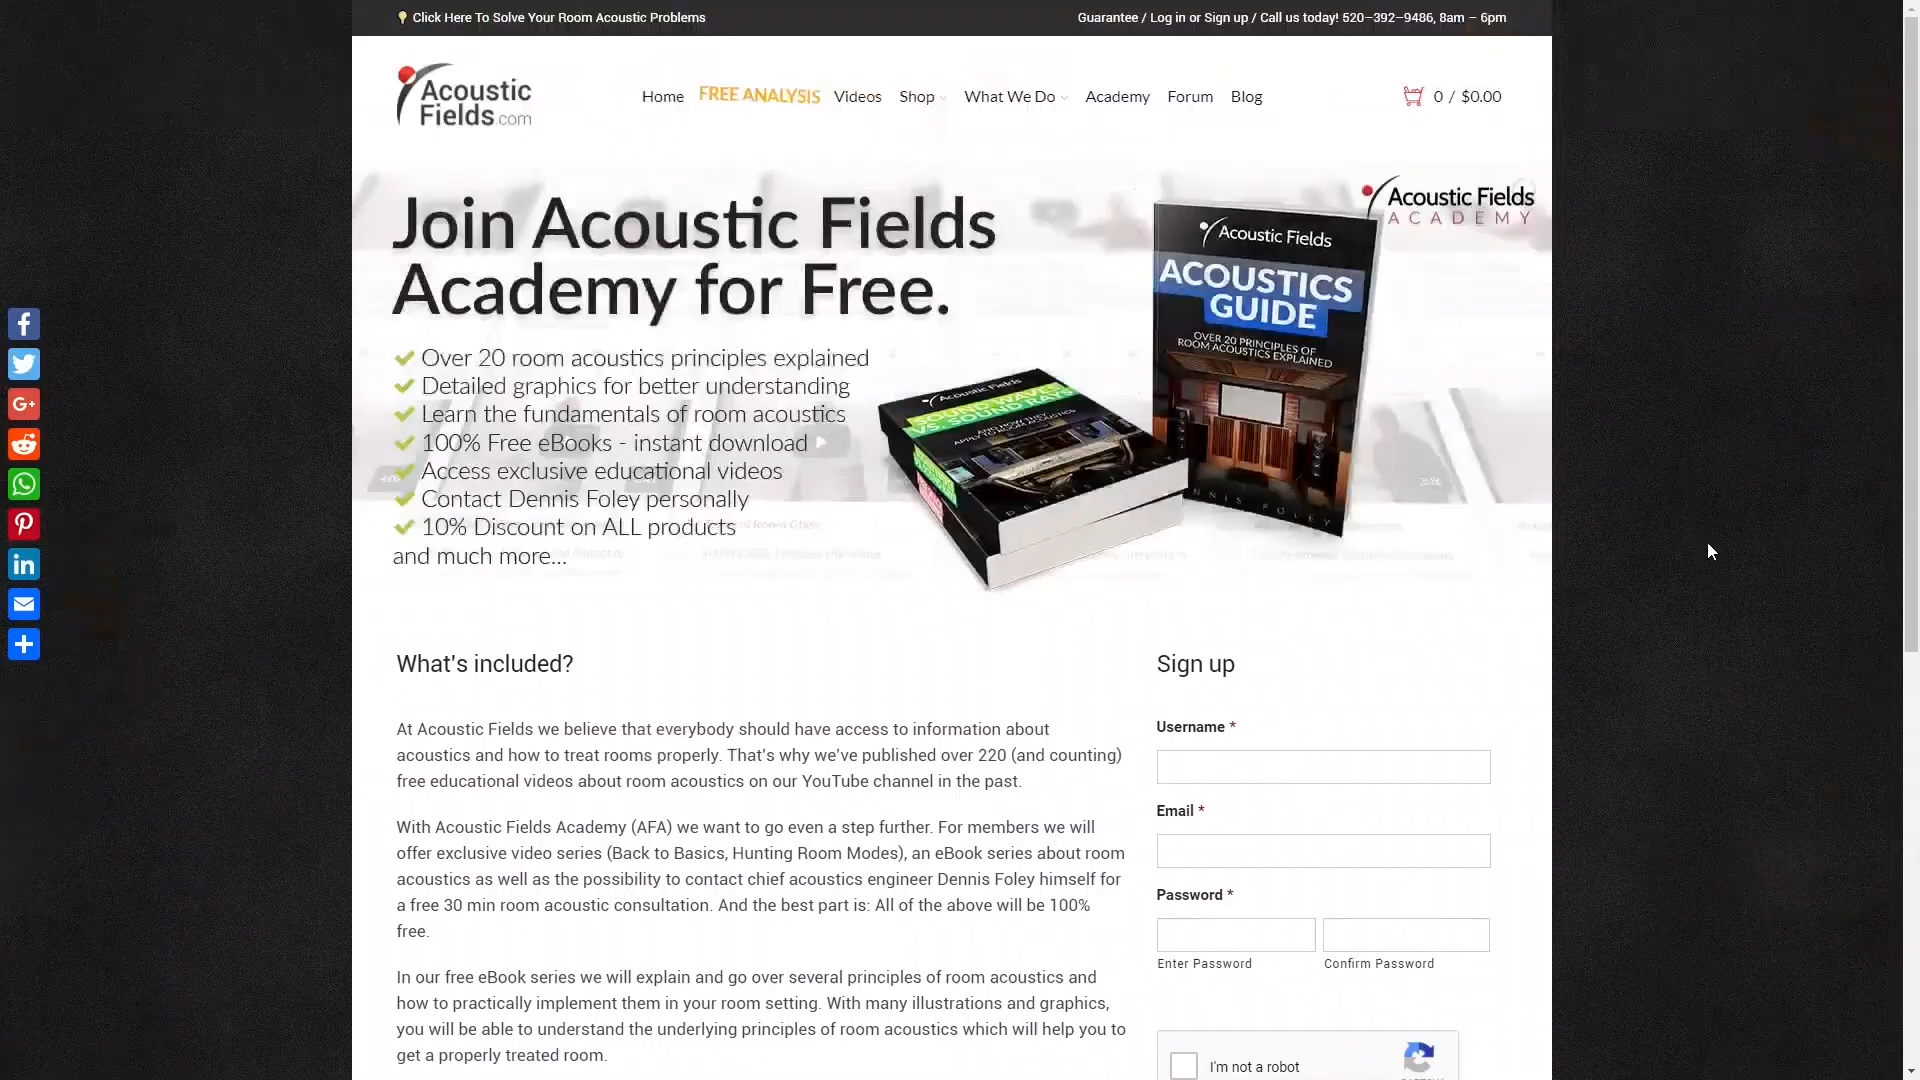 Click Here To Solve Your Room Acoustic Problems
Guarantee / Log in or Sign up / Call us today! 520–392–9486, 8am – 6pm
Acoustic
Fields.com
Home
FREE ANALYSIS
Videos
Shop
What We Do
Academy
Forum
Blog
0 / $0.00
Join Acoustic Fields
Academy for Free.
Over 20 room acoustics principles explained
Detailed graphics for better understanding
Learn the fundamentals of room acoustics
100% Free eBooks - instant download
Access exclusive educational videos
Contact Dennis Foley personally
10% Discount on ALL products
and much more...
Acoustic Fields
SOUND WAVES
VS. SOUND RAYS
AND HOW THEY
APPLY TO ROOM ACOUSTICS
Acoustic Fields
ACOUSTICS
GUIDE
OVER 20 PRINCIPLES OF
ROOM ACOUSTICS EXPLAINED
DENNIS FOLEY
Acoustic Fields
ACADEMY
What's included?
At Acoustic Fields we believe that everybody should have access to information about
acoustics and how to treat rooms properly. That's why we've published over 220 (and counting)
free educational videos about room acoustics on our YouTube channel in the past.
With Acoustic Fields Academy (AFA) we want to go even a step further. For members we will
offer exclusive video series (Back to Basics, Hunting Room Modes), an eBook series about room
acoustics as well as the possibility to contact chief acoustics engineer Dennis Foley himself for
a free 30 min room acoustic consultation. And the best part is: All of the above will be 100%
free.
In our free eBook series we will explain and go over several principles of room acoustics and
how to practically implement them in your room setting. With many illustrations and graphics,
you will be able to understand the underlying principles of room acoustics which will help you to
get a properly treated room.
Sign up
Username *
Email *
Password *
Enter Password
Confirm Password
I'm not a robot